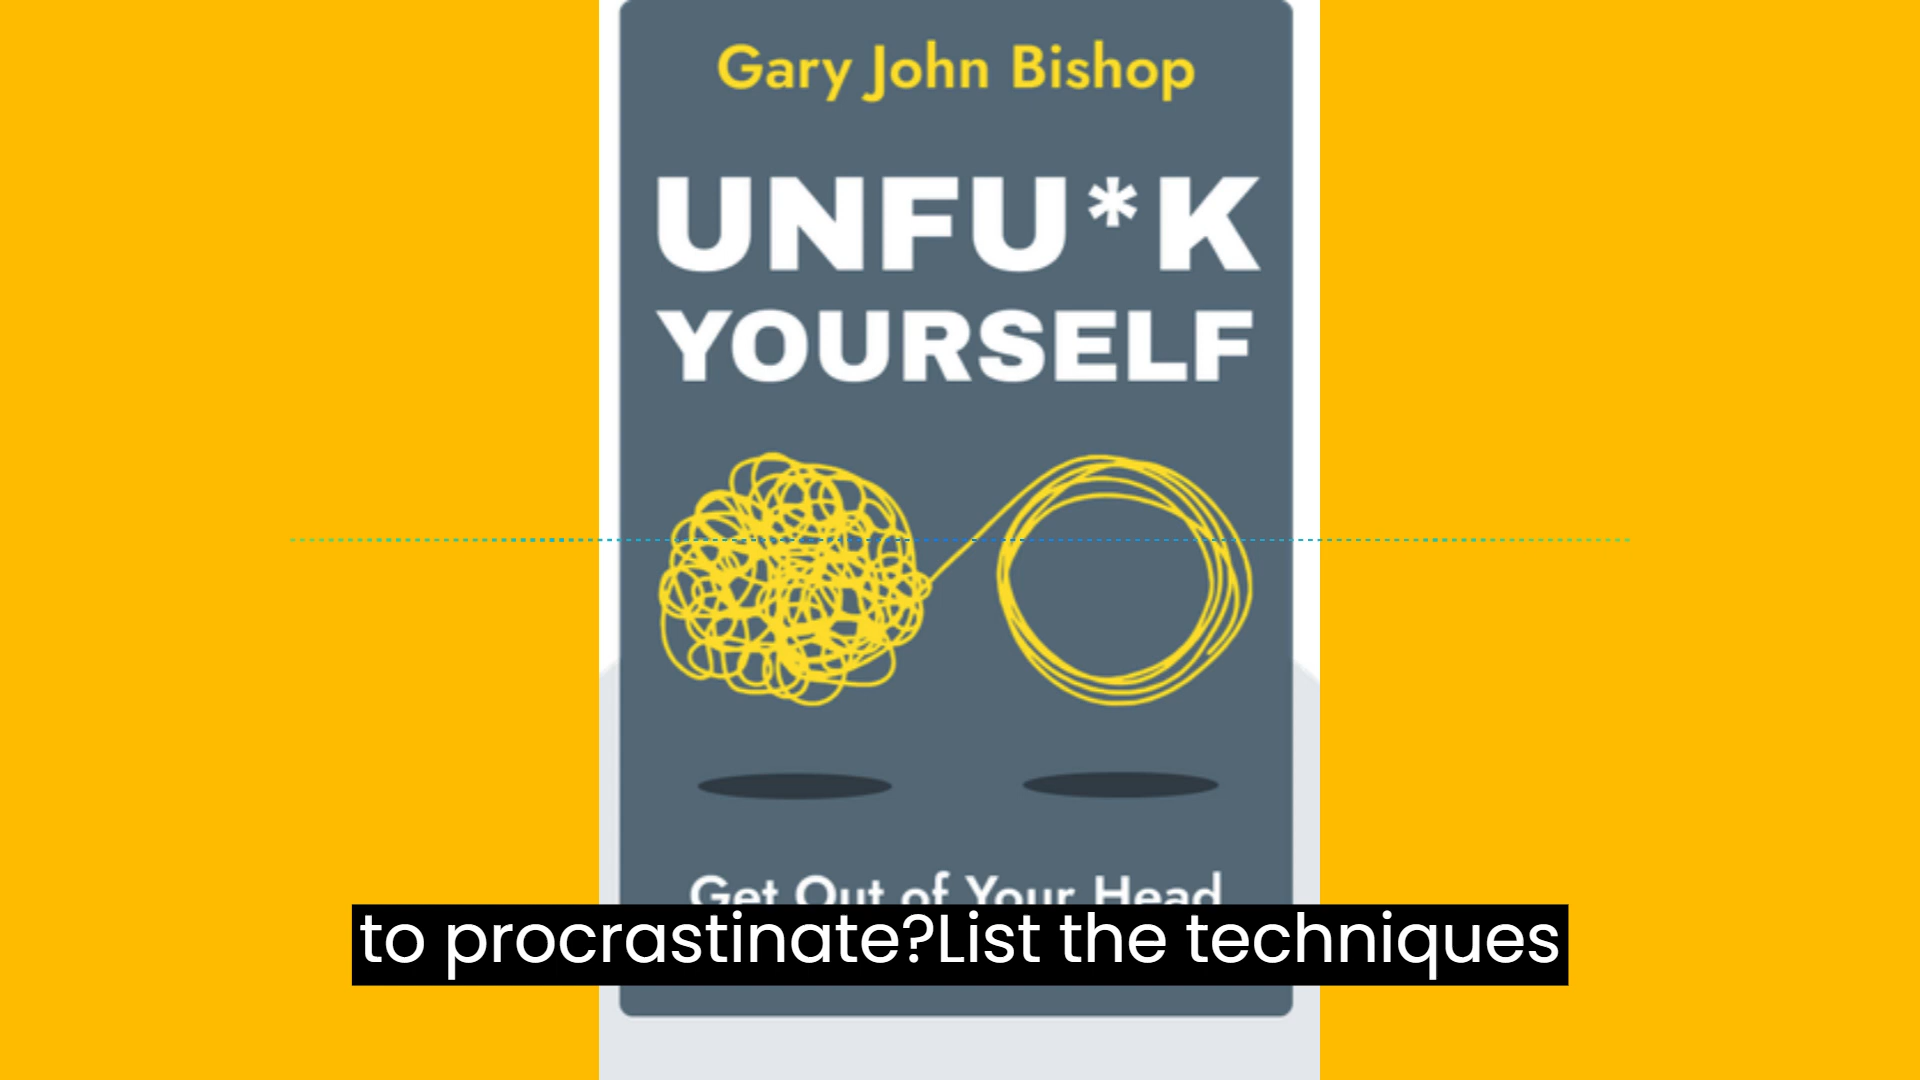 Gary John Bishop
UNFU*K
YOURSELF
Get Out of Your Head
to procrastinate?List the techniques